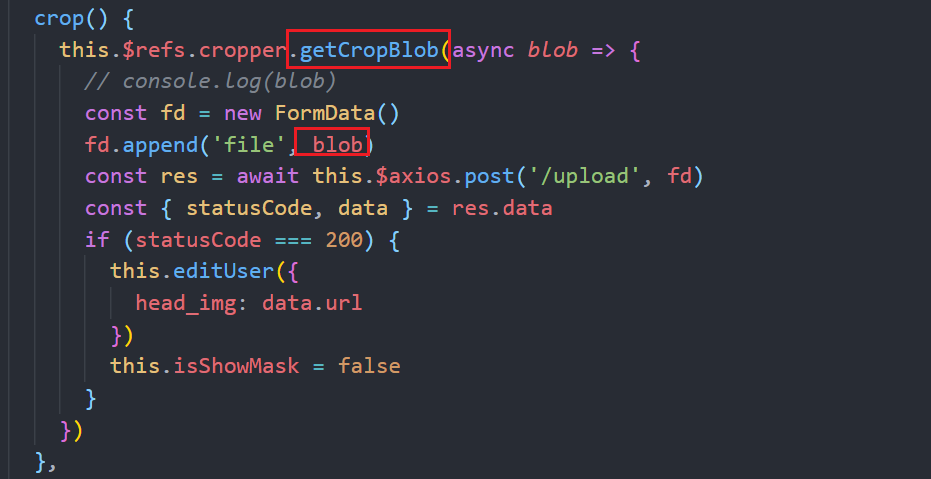 crop() {
this.$refs.cropper.getCropBlob(async blob => {
// console.log(blob)
const fd = new FormData()
fd.append('file', blob)
const res = await this.$axios.post('/upload', fd)
const { statusCode, data } = res.data
if (statusCode === 200) {
this.editUser({
head_img: data.url
})
this.isShowMask = false
}
})
},